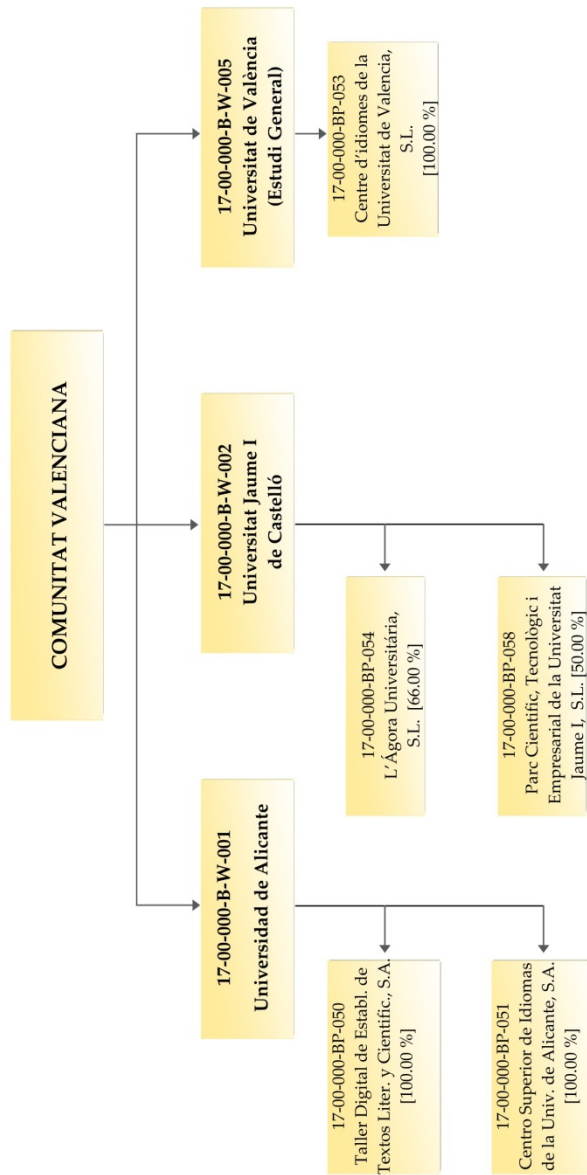 COMUNITAT VALENCIANA
17-00-000-B-W-001
Universidad de Alicante
17-00-000-B-W-002
Universitat Jaume I
de Castelló
17-00-000-B-W-005
Universitat de València
(Estudi General)
17-00-000-BP-050
Taller Digital de Establ. de
Textos Liter. y Científic., S.A.
[100.00 %]
17-00-000-BP-051
Centro Superior de Idiomas
de la Univ. de Alicante, S.A.
[100.00 %]
17-00-000-BP-054
L'Ágora Universitária,
S.L. [66.00 %]
17-00-000-BP-058
Parc Científic, Tecnològic i
Empresarial de la Universitat
Jaume I, S.L. [50.00 %]
17-00-000-BP-053
Centre d'idiomes de la
Universitat de Valencia,
S.L.
[100.00 %]